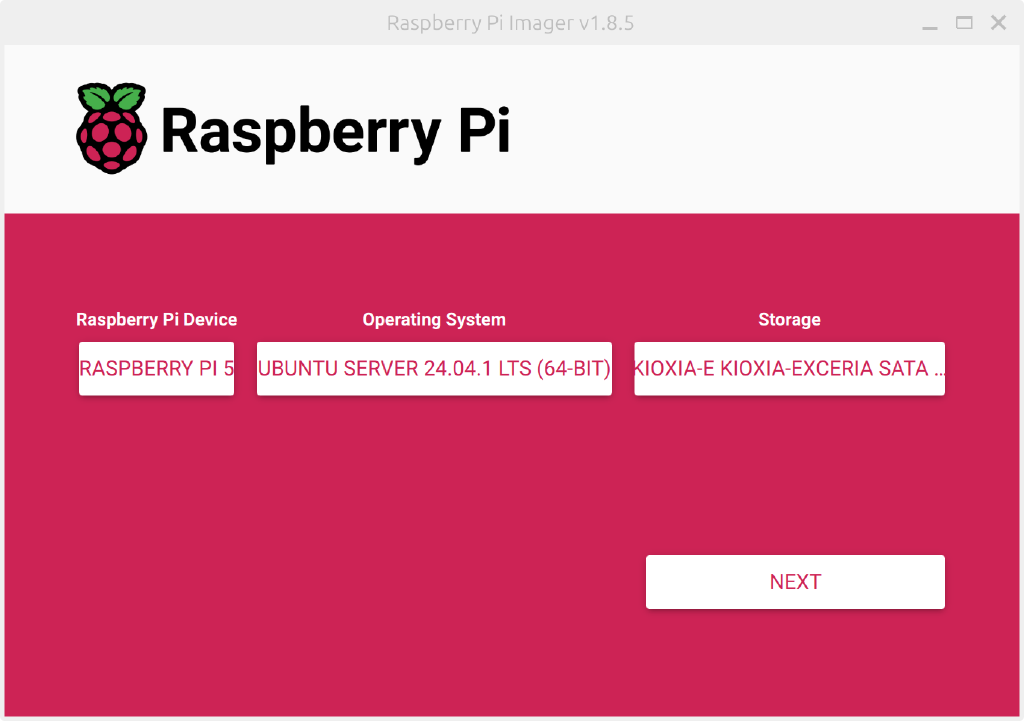 Raspberry Pi Imager v1.8.5
Raspberry Pi
Raspberry Pi Device Operating System Storage
RASPBERRY PI 5 UBUNTU SERVER 24.04.1 LTS (64-BIT) KIOXIA-E KIOXIA-EXCERIA SATA ...
NEXT